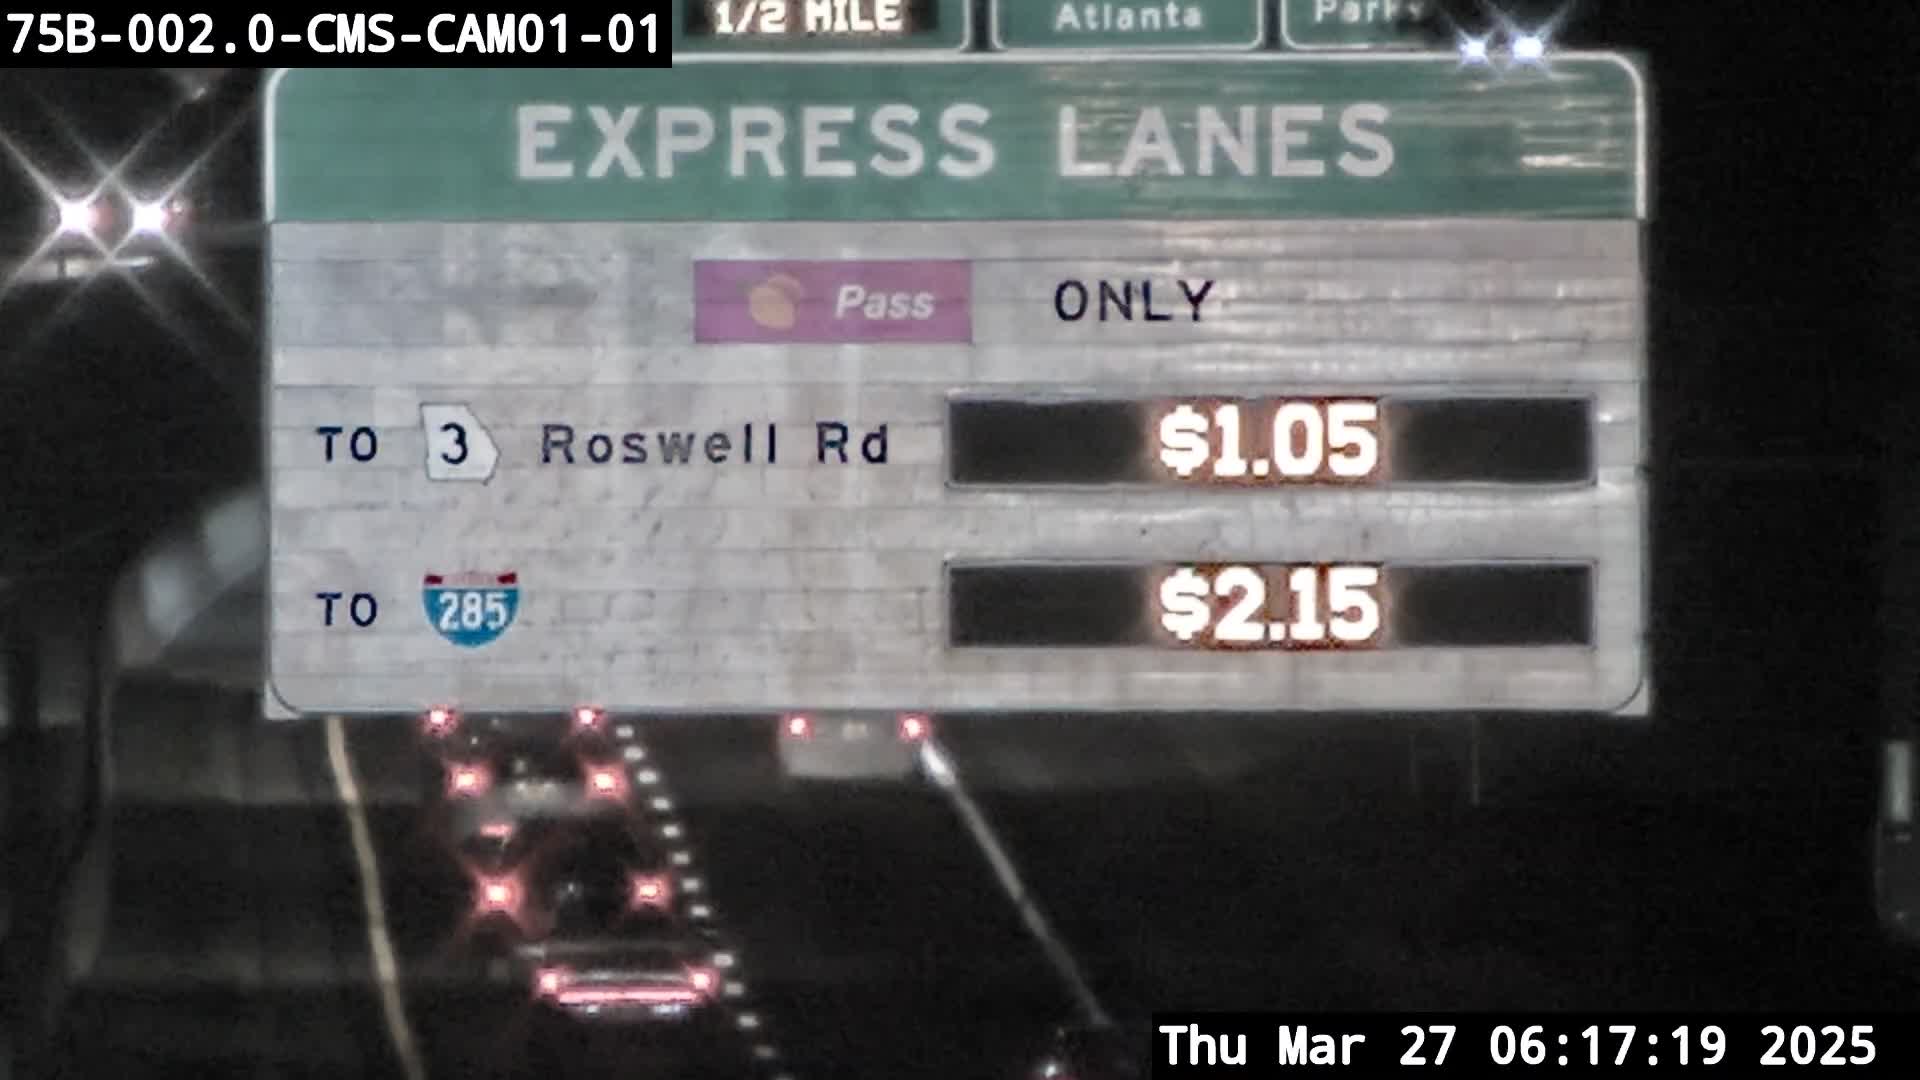 75B-002.0-CMS-CAM01-01
1/2 MILE
Atlanta
EXPRESS LANES
Pass ONLY
TO 3 Roswell Rd $1.05
TO 285 $2.15
Thu Mar 27 06:17:19 2025